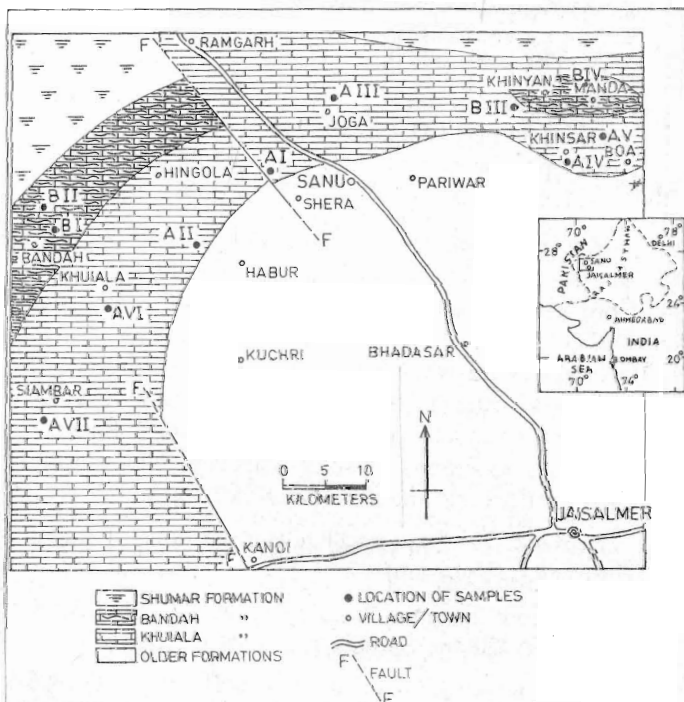 F
RAMGARH
A III
JOGA
KHINYAN
B IV
MANDA
B III
KHINSAR
A V
BOA
A IV
HINGOLA
A I
SANU
SHERA
PARIWAR
F
B II
B I
BANDAH
A II
KHUIALA
A VI
HABUR
KUCHRI
BHADASAR
SIAMBAR
A VII
F
N
0 5 10
KILOMETERS
JAISALMER
KANOI
F
70°
78°
28°
DELHI
PAKISTAN
SANU
JAISALMER
24°
AHMEDABAD
INDIA
ARABIAN
SEA
BOMBAY
20°
70°
74°
SHUMAR FORMATION
BANDAH "
KHUIALA "
OLDER FORMATIONS
LOCATION OF SAMPLES
VILLAGE/TOWN
ROAD
F
FAULT
F